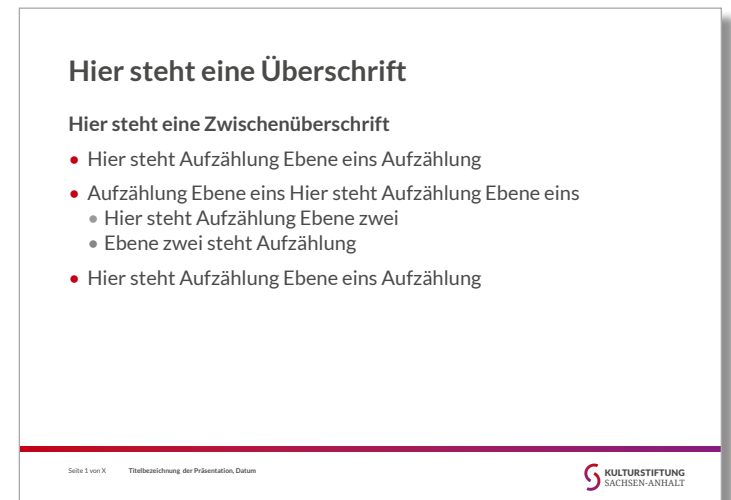 Hier steht eine Überschrift
Hier steht eine Zwischenüberschrift
• Hier steht Aufzählung Ebene eins Aufzählung
• Aufzählung Ebene eins Hier steht Aufzählung Ebene eins
• Hier steht Aufzählung Ebene zwei
• Ebene zwei steht Aufzählung
• Hier steht Aufzählung Ebene eins Aufzählung
Seite 1 von X Titelbezeichnung der Präsentation, Datum
KULTURSTIFTUNG
SACHSEN-ANHALT